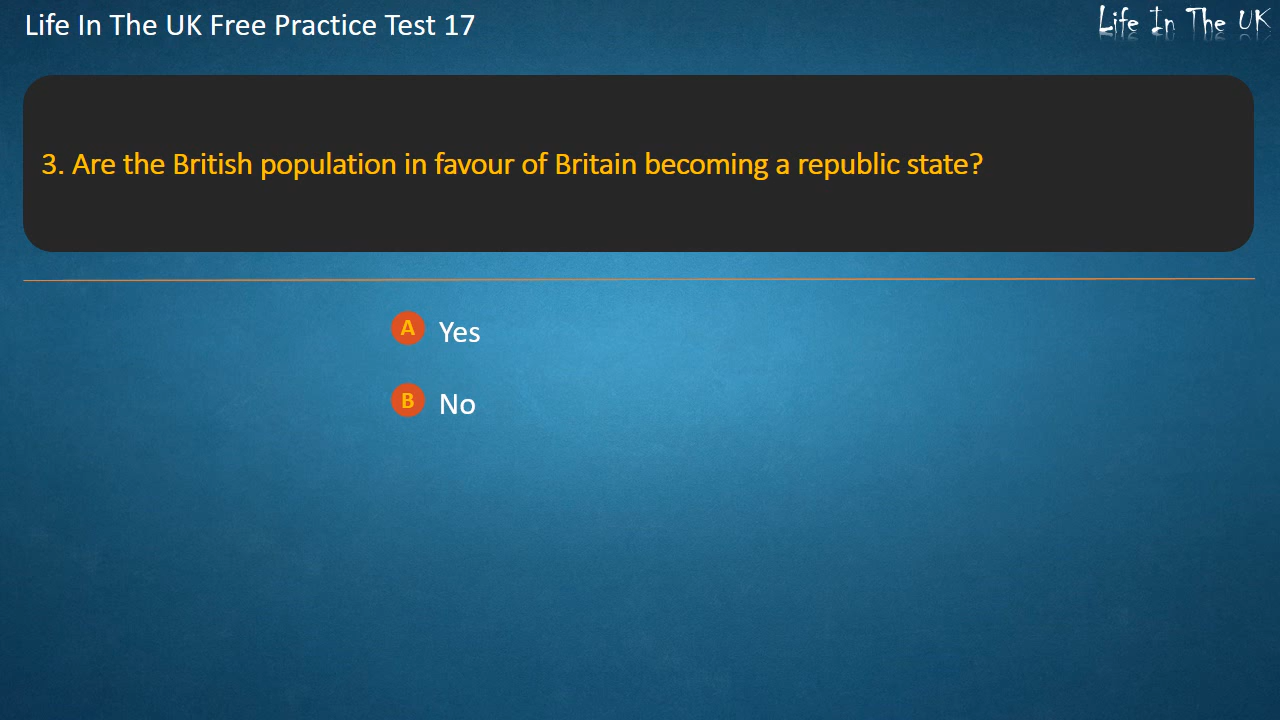 Life In The UK Free Practice Test 17
Life In The UK
3. Are the British population in favour of Britain becoming a republic state?
A Yes
B No